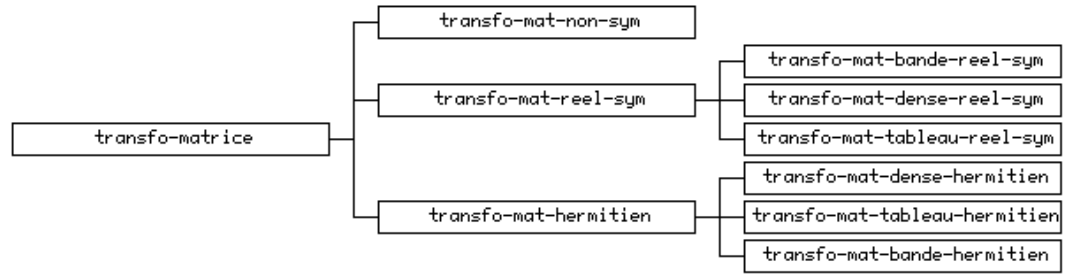 transfo-mat-non-sym
transfo-mat-bande-reel-sym
transfo-mat-reel-sym
transfo-mat-dense-reel-sym
transfo-matrice
transfo-mat-tableau-reel-sym
transfo-mat-dense-hermitien
transfo-mat-hermitien
transfo-mat-tableau-hermitien
transfo-mat-bande-hermitien